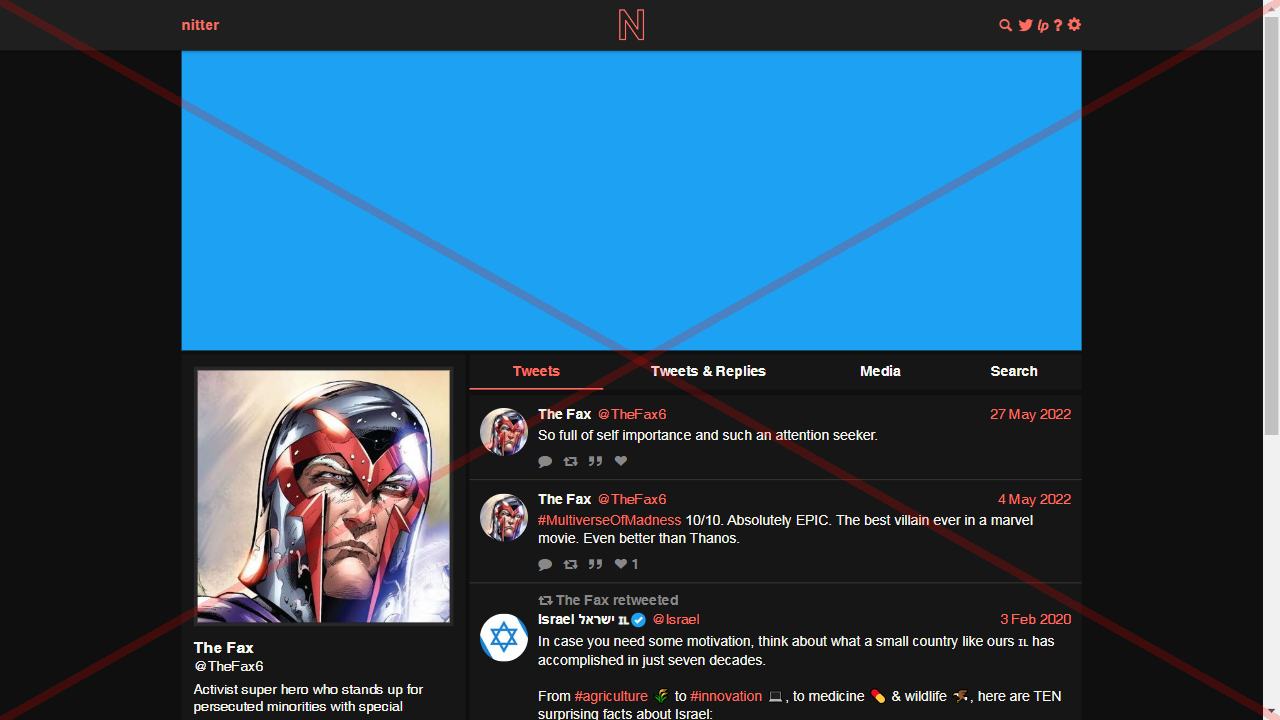 nitter
N
lp ?
Tweets
Tweets & Replies
Media
Search
The Fax @TheFax6 27 May 2022
So full of self importance and such an attention seeker.
The Fax @TheFax6 4 May 2022
#MultiverseOfMadness 10/10. Absolutely EPIC. The best villain ever in a marvel
movie. Even better than Thanos.
1
The Fax retweeted
Israel ישראל 🇮🇱 @Israel 3 Feb 2020
In case you need some motivation, think about what a small country like ours 🇮🇱 has
accomplished in just seven decades.
From #agriculture 🌾 to #innovation 💻, to medicine 💊 & wildlife 🦅, here are TEN
surprising facts about Israel:
The Fax
@TheFax6
Activist super hero who stands up for
persecuted minorities with special